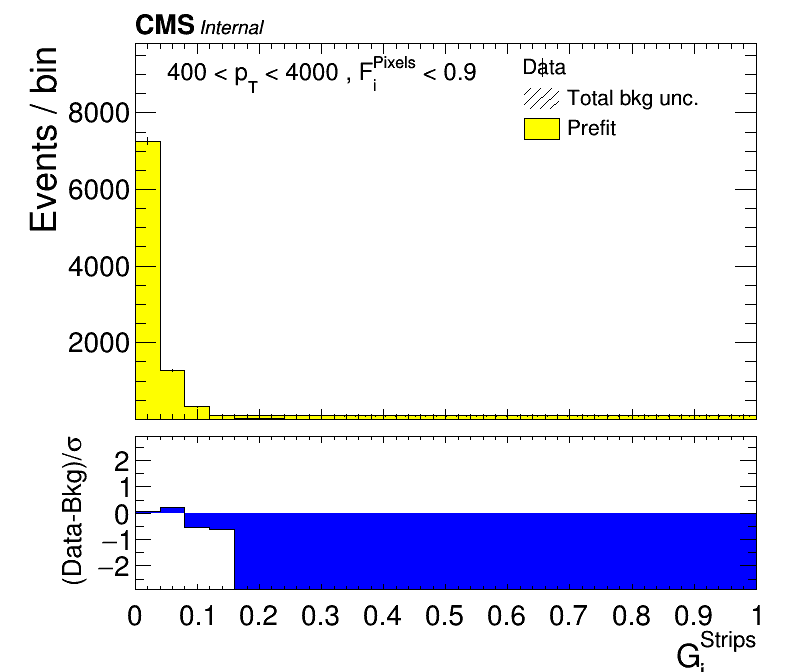 CMS Internal
400 < p_T < 4000 , F_i^Pixels < 0.9
Data
Total bkg unc.
Prefit
Events / bin
8000
6000
4000
2000
(Data-Bkg)/σ
2
1
0
−1
−2
0 0.1 0.2 0.3 0.4 0.5 0.6 0.7 0.8 0.9 1
G_i^Strips